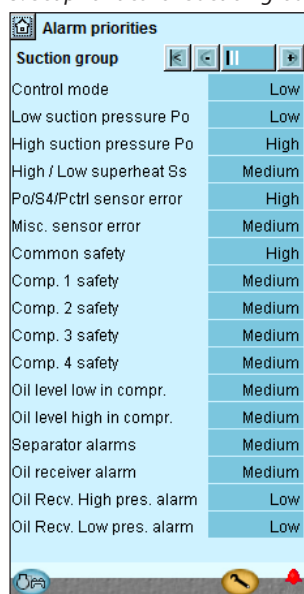 Alarm priorities
Suction group
Control mode Low
Low suction pressure Po Low
High suction pressure Po High
High / Low superheat Ss Medium
Po/S4/Pctrl sensor error High
Misc. sensor error Medium
Common safety High
Comp. 1 safety Medium
Comp. 2 safety Medium
Comp. 3 safety Medium
Comp. 4 safety Medium
Oil level low in compr. Medium
Oil level high in compr. Medium
Separator alarms Medium
Oil receiver alarm Medium
Oil Recv. High pres. alarm Low
Oil Recv. Low pres. alarm Low